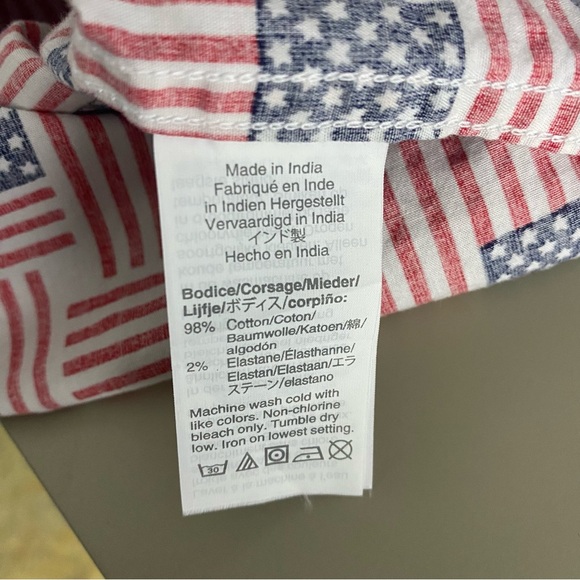 Made in India
Fabriqué en Inde
in Indien Hergestellt
Vervaardigd in India
インド製
Hecho en India
Bodice/Corsage/Mieder/
Lijfje/ボディス/corpiño:
98% Cotton/Coton/
Baumwolle/Katoen/綿/
algodón
2% Elastane/Élasthanne/
Elastan/Elastaan/エラ
ステーン/elastano
Machine wash cold with
like colors. Non-chlorine
bleach only. Tumble dry
low. Iron on lowest setting.
30